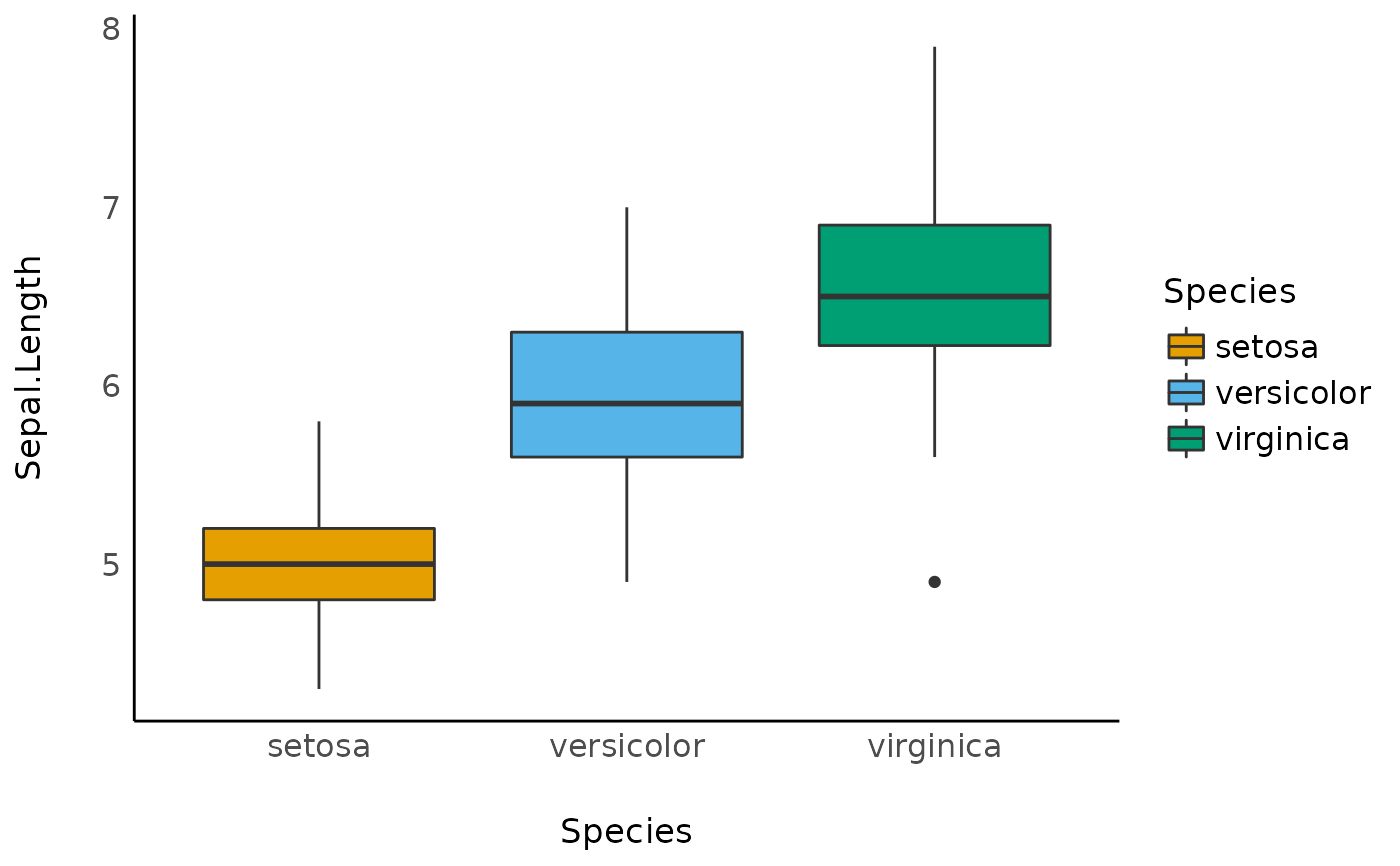 8
7
6
5
Sepal.Length
setosa
versicolor
virginica
Species
Species
setosa
versicolor
virginica